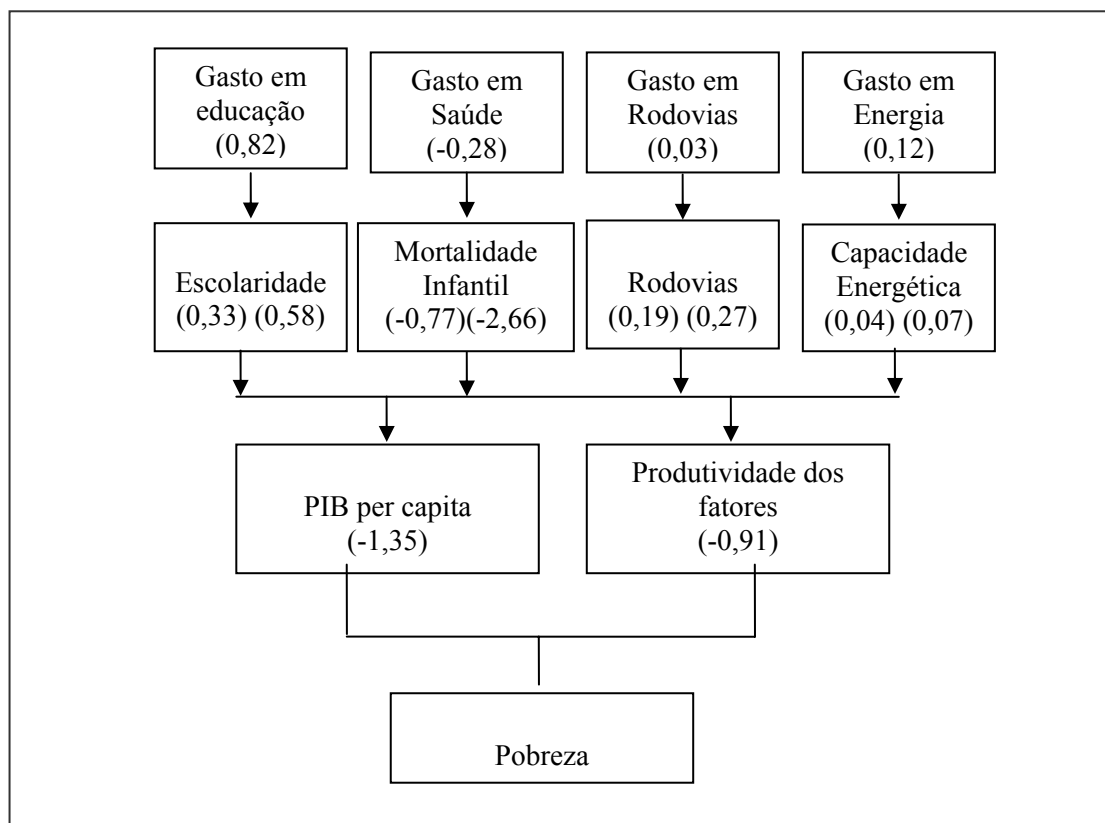 Gasto em
educação
(0,82)
Gasto em
Saúde
(-0,28)
Gasto em
Rodovias
(0,03)
Gasto em
Energia
(0,12)
Escolaridade
(0,33) (0,58)
Mortalidade
Infantil
(-0,77)(-2,66)
Rodovias
(0,19) (0,27)
Capacidade
Energética
(0,04) (0,07)
PIB per capita
(-1,35)
Produtividade dos
fatores
(-0,91)
Pobreza